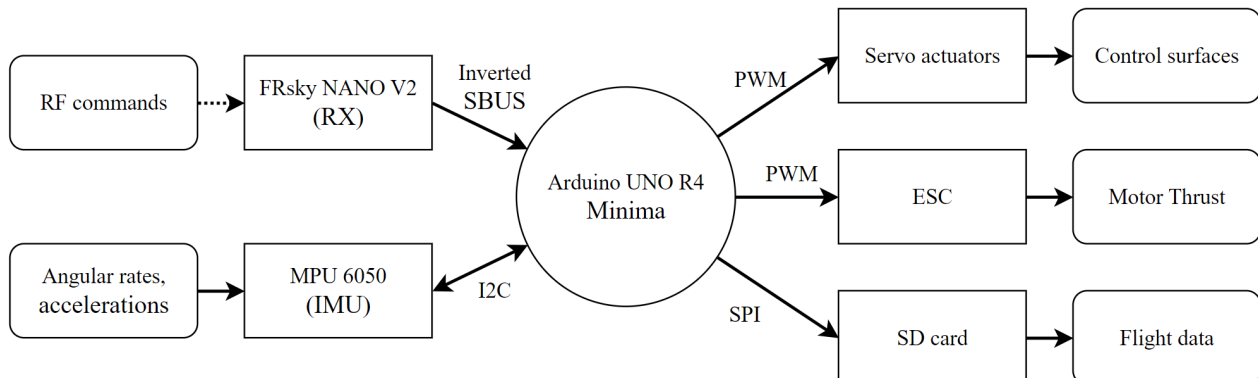 RF commands
FRsky NANO V2
(RX)
Inverted
SBUS
Angular rates,
accelerations
MPU 6050
(IMU)
I2C
Arduino UNO R4
Minima
PWM
Servo actuators
Control surfaces
PWM
ESC
Motor Thrust
SPI
SD card
Flight data